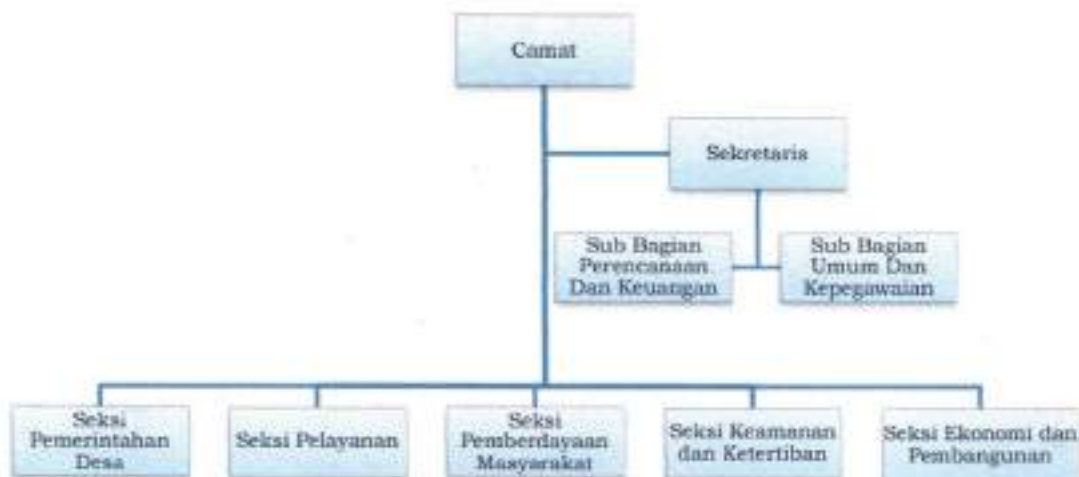 Camat
Sekretaris
Sub Bagian
Perencanaan
Dan Keuangan
Sub Bagian
Umum Dan
Kepegawaian
Seksi
Pemerintahan
Desa
Seksi Pelayanan
Seksi
Pemberdayaan
Masyarakat
Seksi Keamanan
dan Ketertiban
Seksi Ekonomi dan
Pembangunan